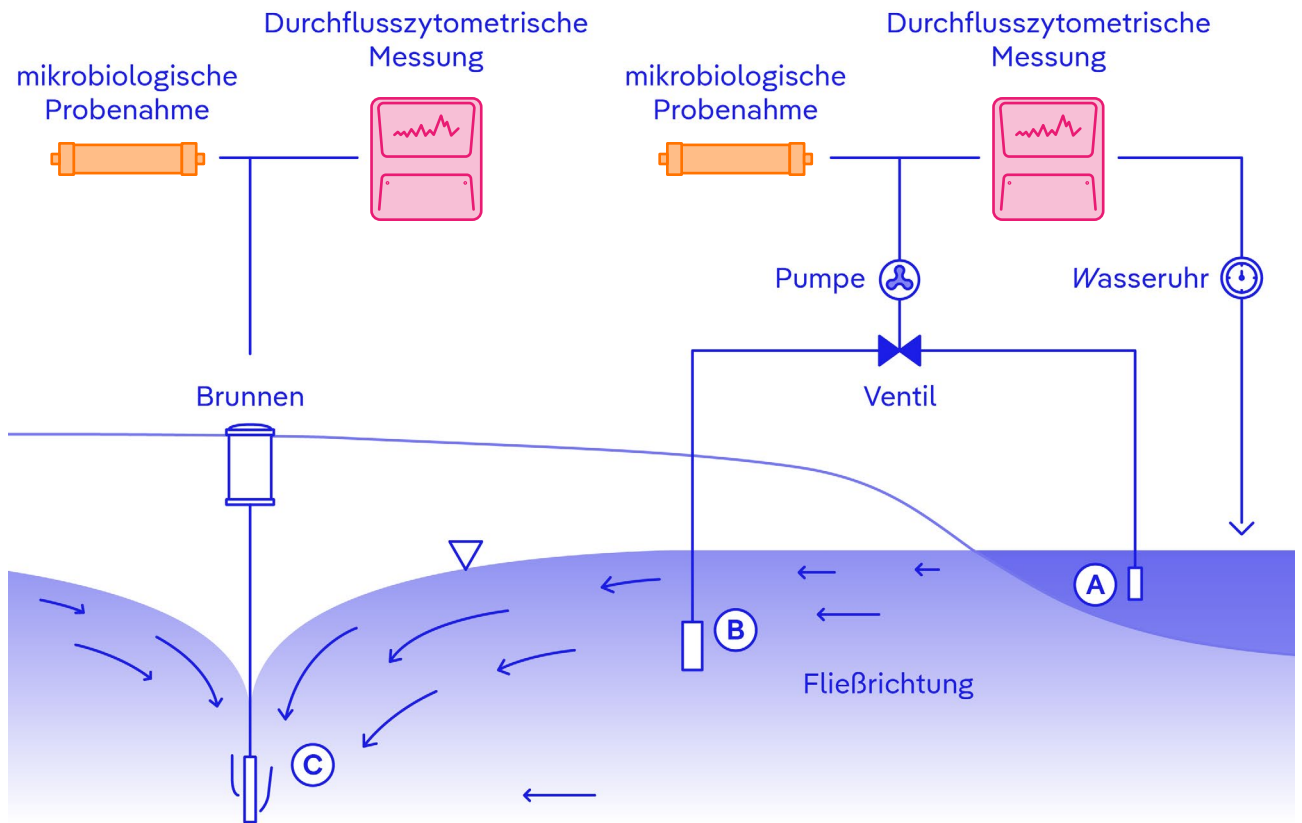 Durchflusszytometrische
Messung
mikrobiologische
Probenahme
Durchflusszytometrische
Messung
mikrobiologische
Probenahme
Pumpe
Wasseruhr
Brunnen
Ventil
A
B
Fließrichtung
C